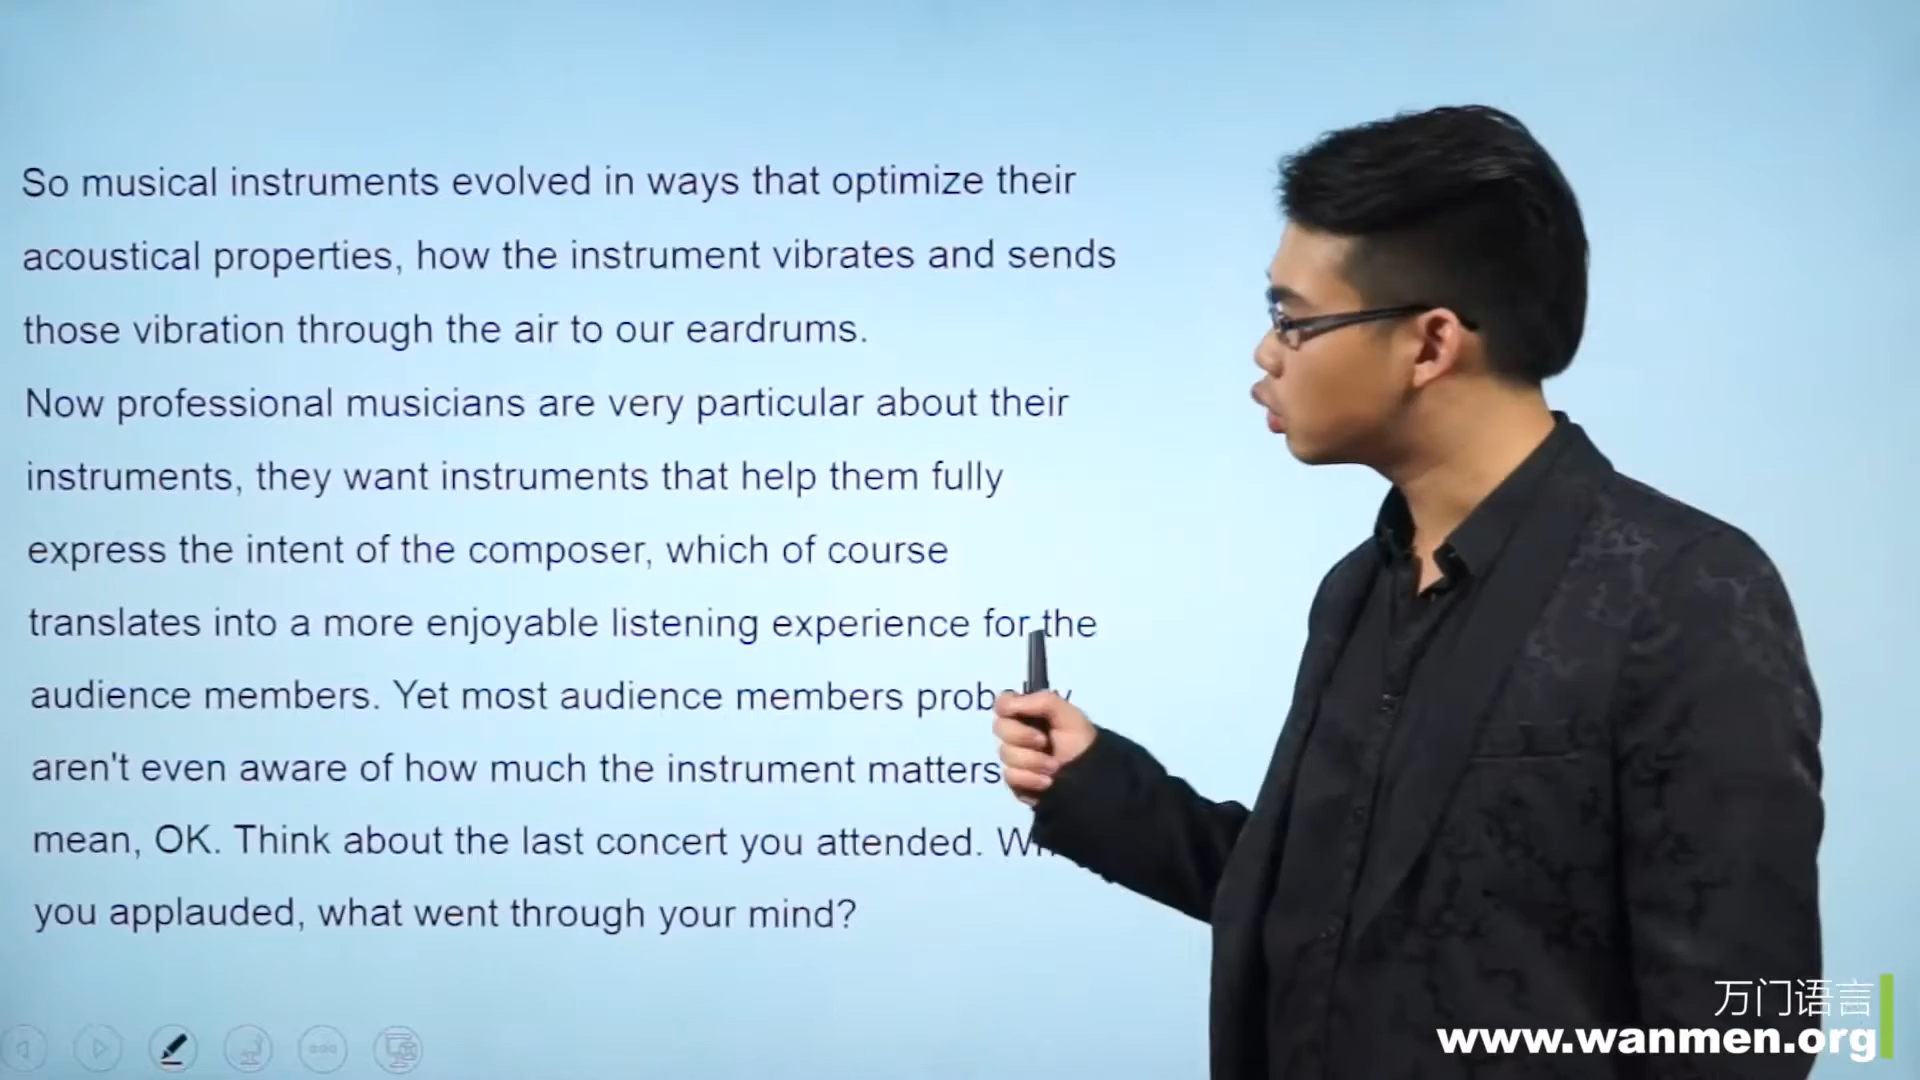 So musical instruments evolved in ways that optimize their
acoustical properties, how the instrument vibrates and sends
those vibration through the air to our eardrums.
Now professional musicians are very particular about their
instruments, they want instruments that help them fully
express the intent of the composer, which of course
translates into a more enjoyable listening experience for the
audience members. Yet most audience members
aren't even aware of how much the instrument matters
mean, OK. Think about the last concert you attended.
you applauded, what went through your mind?
万门语言
www.wanmen.org